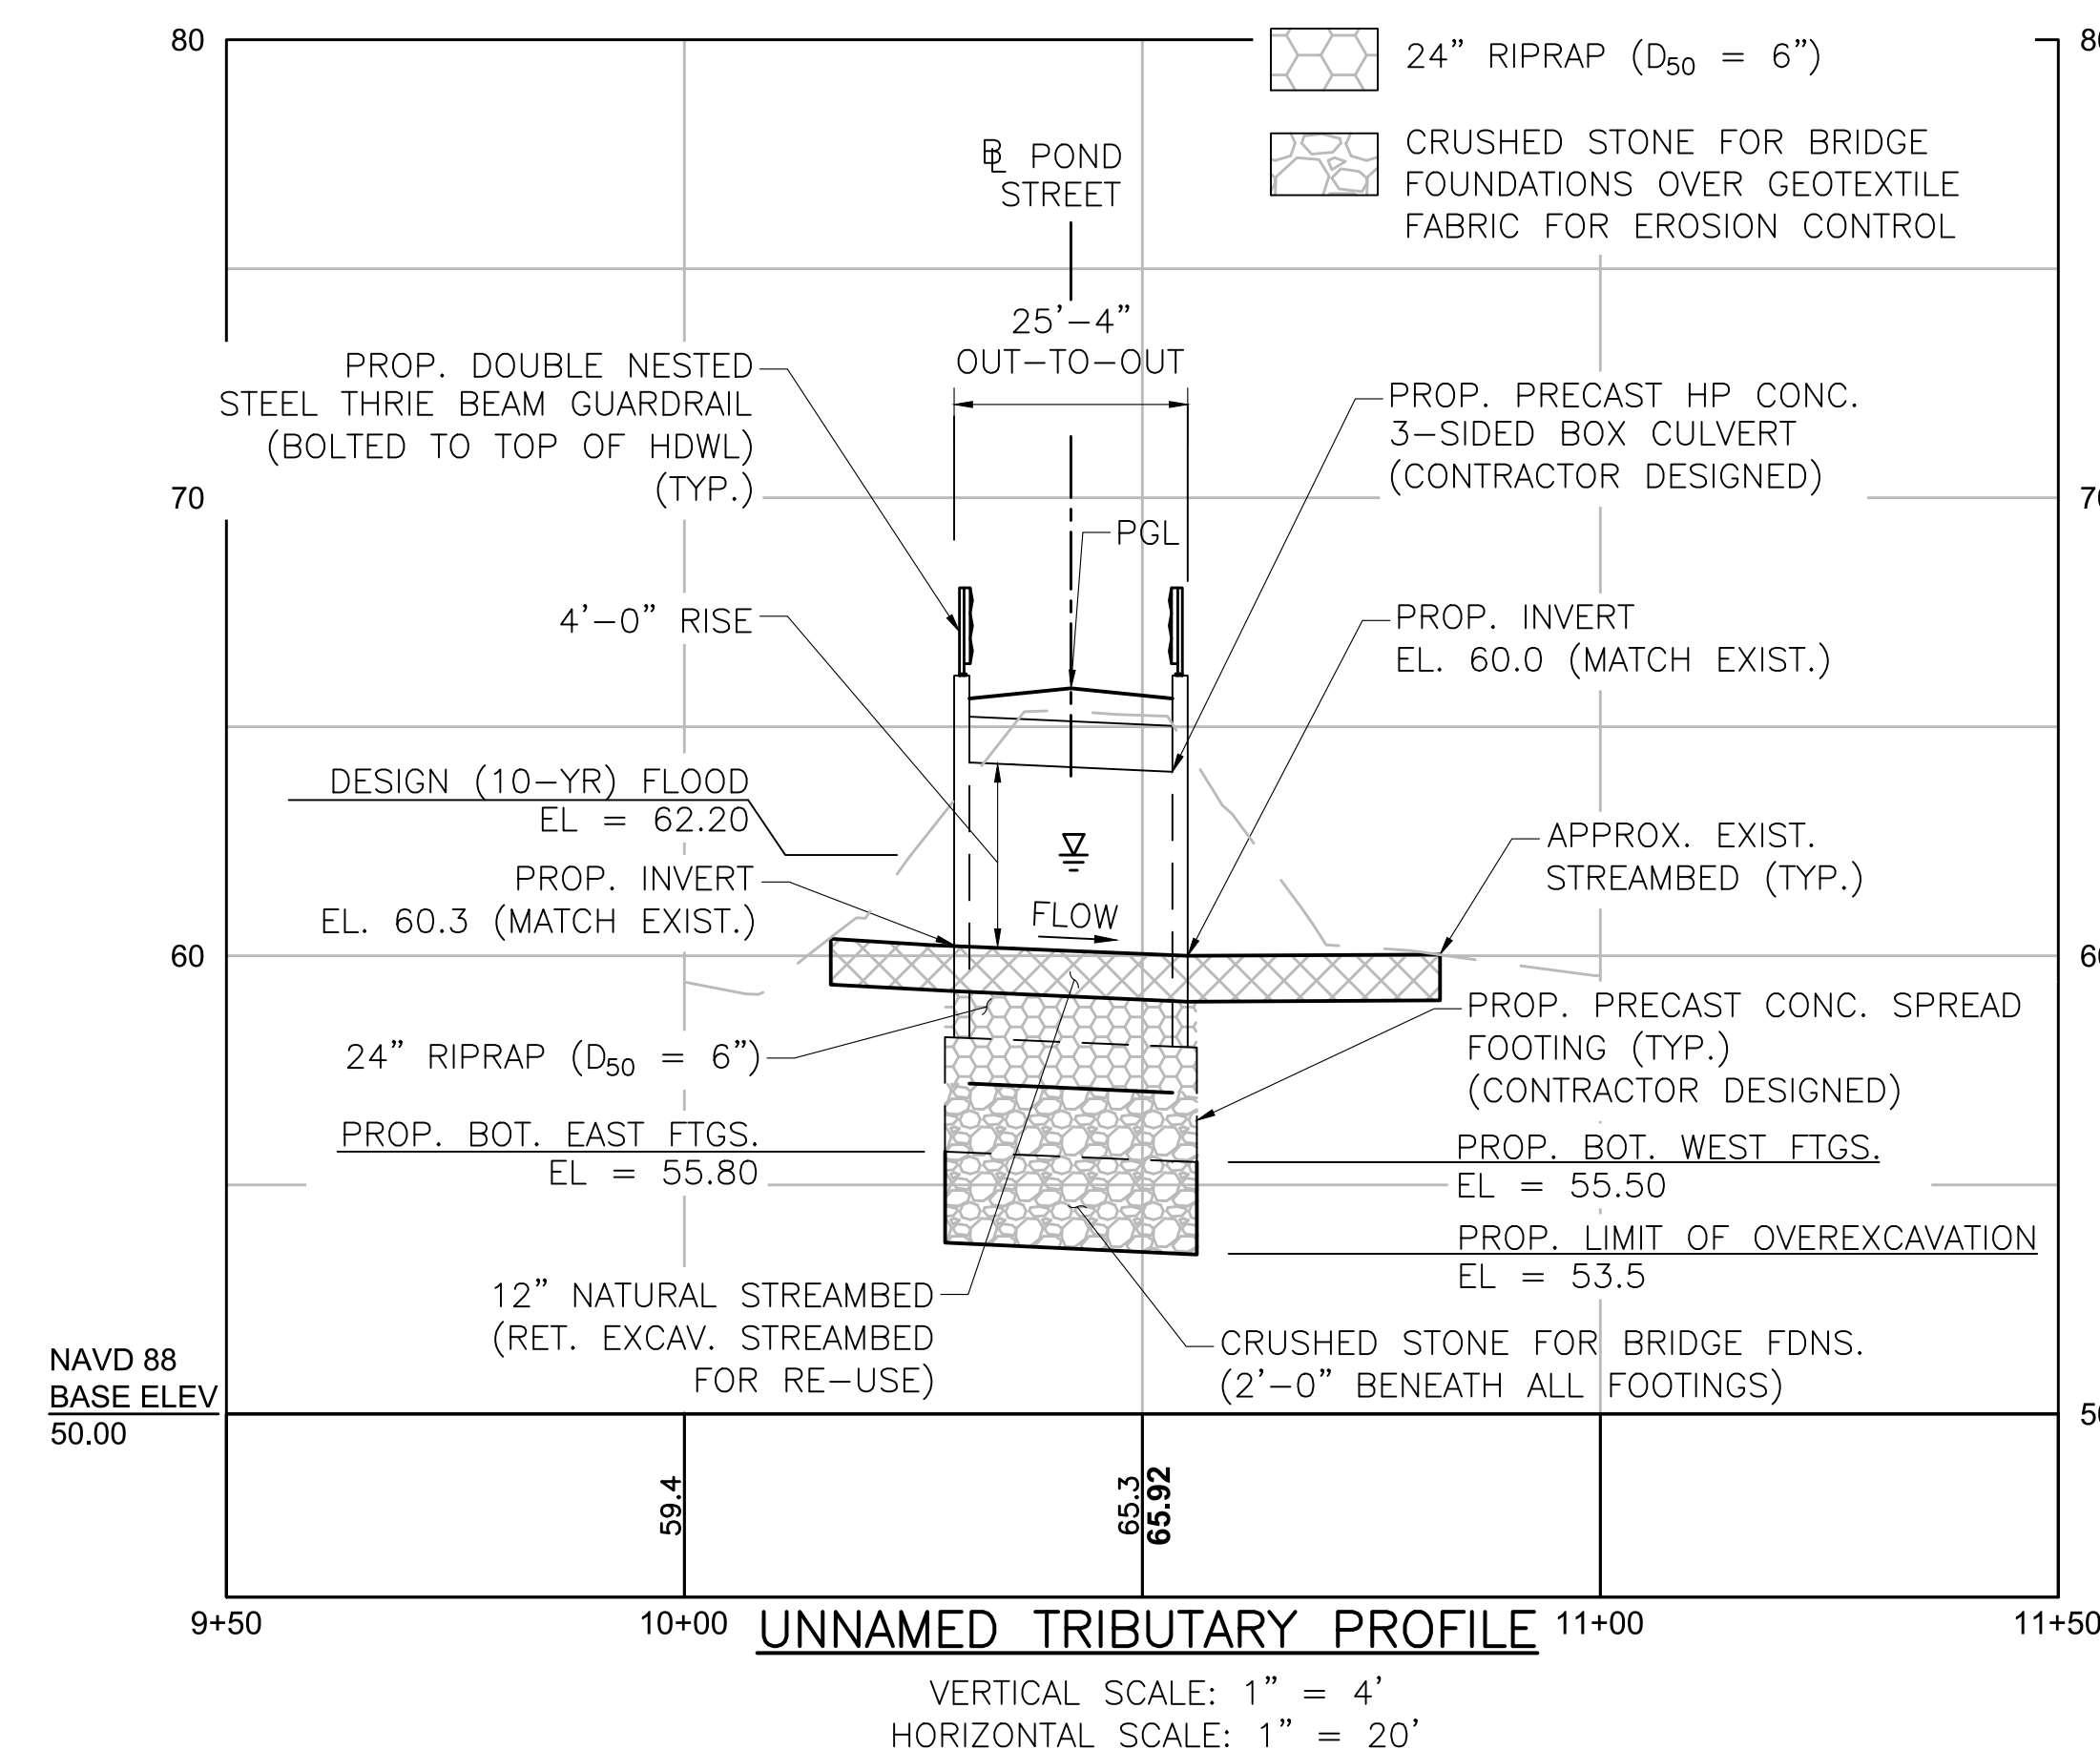 80
24” RIPRAP (D50 = 6”)
CRUSHED STONE FOR BRIDGE
FOUNDATIONS OVER GEOTEXTILE
FABRIC FOR EROSION CONTROL
POND
STREET
25’-4”
OUT-TO-OUT
PROP. DOUBLE NESTED
STEEL THRIE BEAM GUARDRAIL
(BOLTED TO TOP OF HDWL)
(TYP.)
PROP. PRECAST HP CONC.
3-SIDED BOX CULVERT
(CONTRACTOR DESIGNED)
70
PGL
4’-0” RISE
PROP. INVERT
EL. 60.0 (MATCH EXIST.)
DESIGN (10-YR) FLOOD
EL = 62.20
APPROX. EXIST.
STREAMBED (TYP.)
PROP. INVERT
EL. 60.3 (MATCH EXIST.)
FLOW
60
PROP. PRECAST CONC. SPREAD
FOOTING (TYP.)
(CONTRACTOR DESIGNED)
24” RIPRAP (D50 = 6”)
PROP. BOT. EAST FTGS.
EL = 55.80
PROP. BOT. WEST FTGS.
EL = 55.50
PROP. LIMIT OF OVEREXCAVATION
EL = 53.5
12” NATURAL STREAMBED
(RET. EXCAV. STREAMBED
FOR RE-USE)
CRUSHED STONE FOR BRIDGE FDNS.
(2’-0” BENEATH ALL FOOTINGS)
NAVD 88
BASE ELEV
50.00
59.4
65.3
65.92
9+50
10+00
11+00
11+50
UNNAMED TRIBUTARY PROFILE
VERTICAL SCALE: 1” = 4’
HORIZONTAL SCALE: 1” = 20’